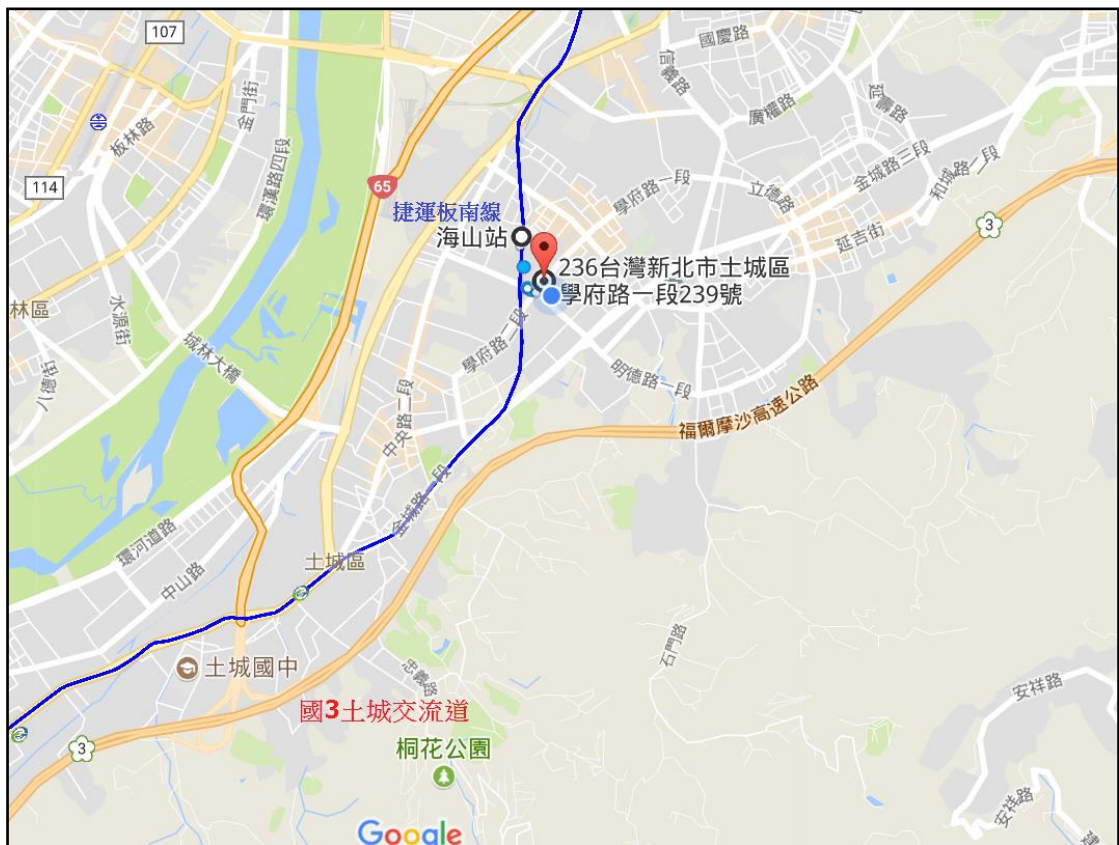 107
國慶路
信義路
延壽路
金門街
板林路
廣權路
環漢路四段
金城路三段
和城路一段
114
65
學府路一段
立德路
捷運板南線
海山站
延吉街
3
236台灣新北市土城區
學府路一段239號
林區
水源街
城林大橋
學府路二段
八德街
明德路一段
中央路二段
福爾摩沙高速公路
金城路一段
環河道路
土城區
中山路
石門路
土城國中
忠義路
安祥路
國3土城交流道
3
桐花公園
安祥路
Google